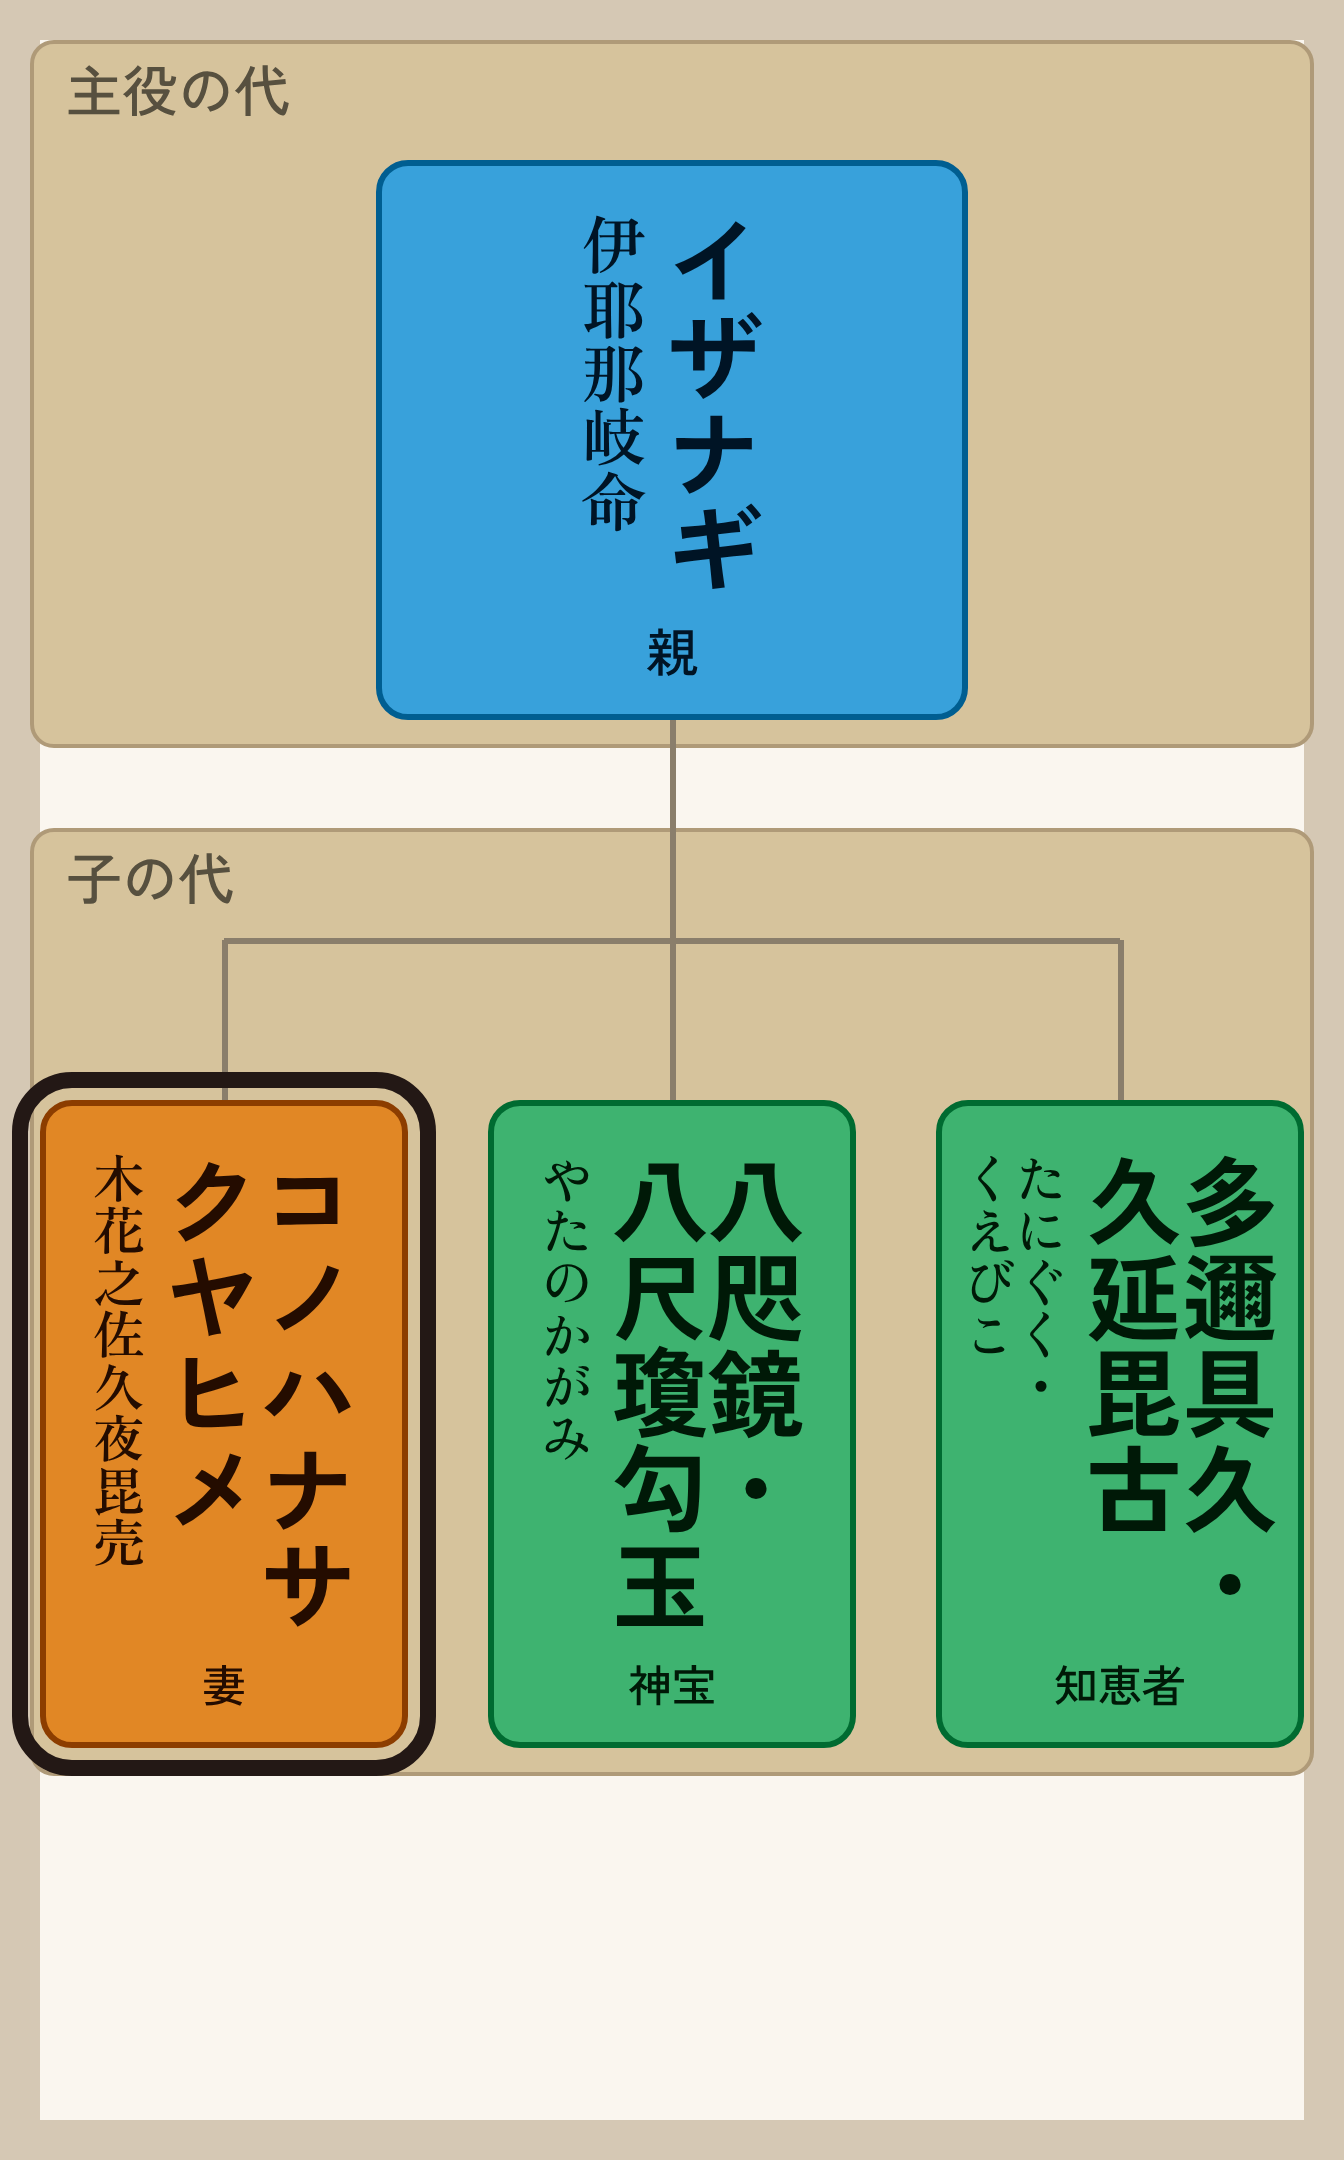 主役の代
イザナギ
伊耶那岐命
親
子の代
コノハナサ
クヤヒメ
木花之佐久夜毘売
妻
八咫鏡・
八尺瓊勾玉
やたのかがみ
神宝
多邇具久・
久延毘古
たにぐく・
くえびこ
知恵者